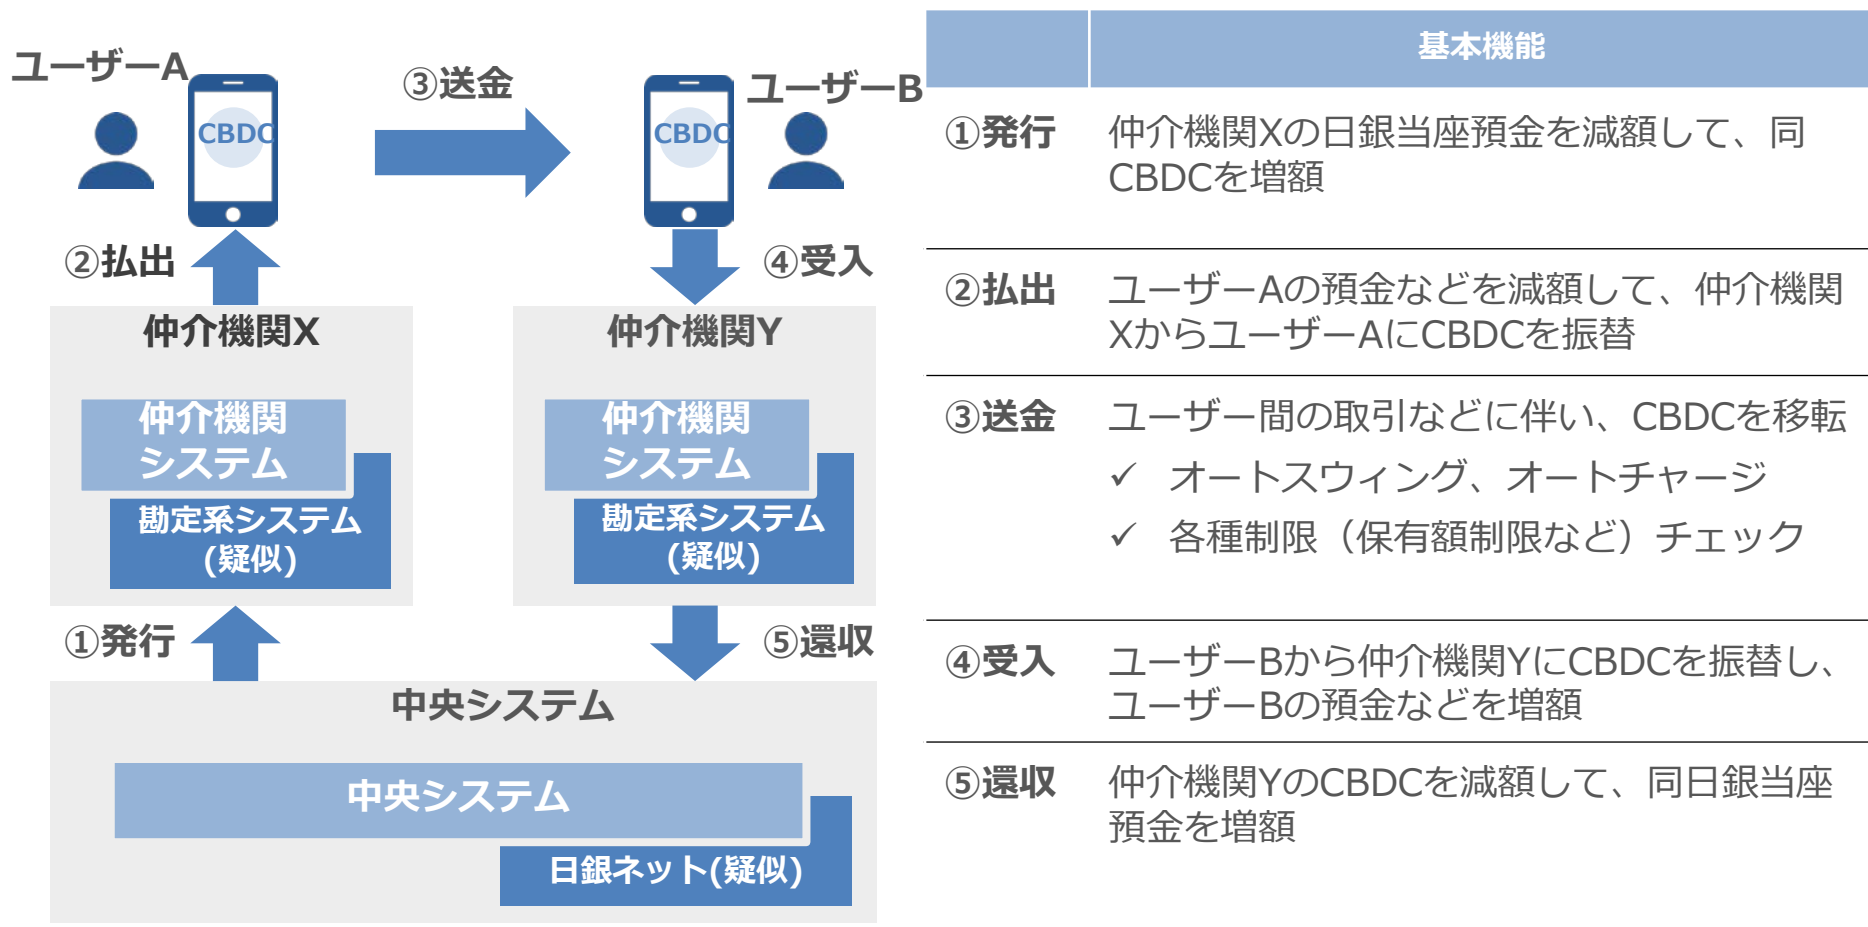 ユーザーA
③送金
ユーザーB
CBDC
CBDC
②払出
④受入
仲介機関X
仲介機関
システム
勘定系システム
(疑似)
仲介機関Y
仲介機関
システム
勘定系システム
(疑似)
①発行
⑤還収
中央システム
中央システム
日銀ネット(疑似)
基本機能
①発行 仲介機関Xの日銀当座預金を減額して、同
CBDCを増額
②払出 ユーザーAの預金などを減額して、仲介機関
XからユーザーAにCBDCを振替
③送金 ユーザー間の取引などに伴い、CBDCを移転
✓ オートスウィング、オートチャージ
✓ 各種制限（保有額制限など）チェック
④受入 ユーザーBから仲介機関YにCBDCを振替し、
ユーザーBの預金などを増額
⑤還収 仲介機関YのCBDCを減額して、同日銀当座
預金を増額